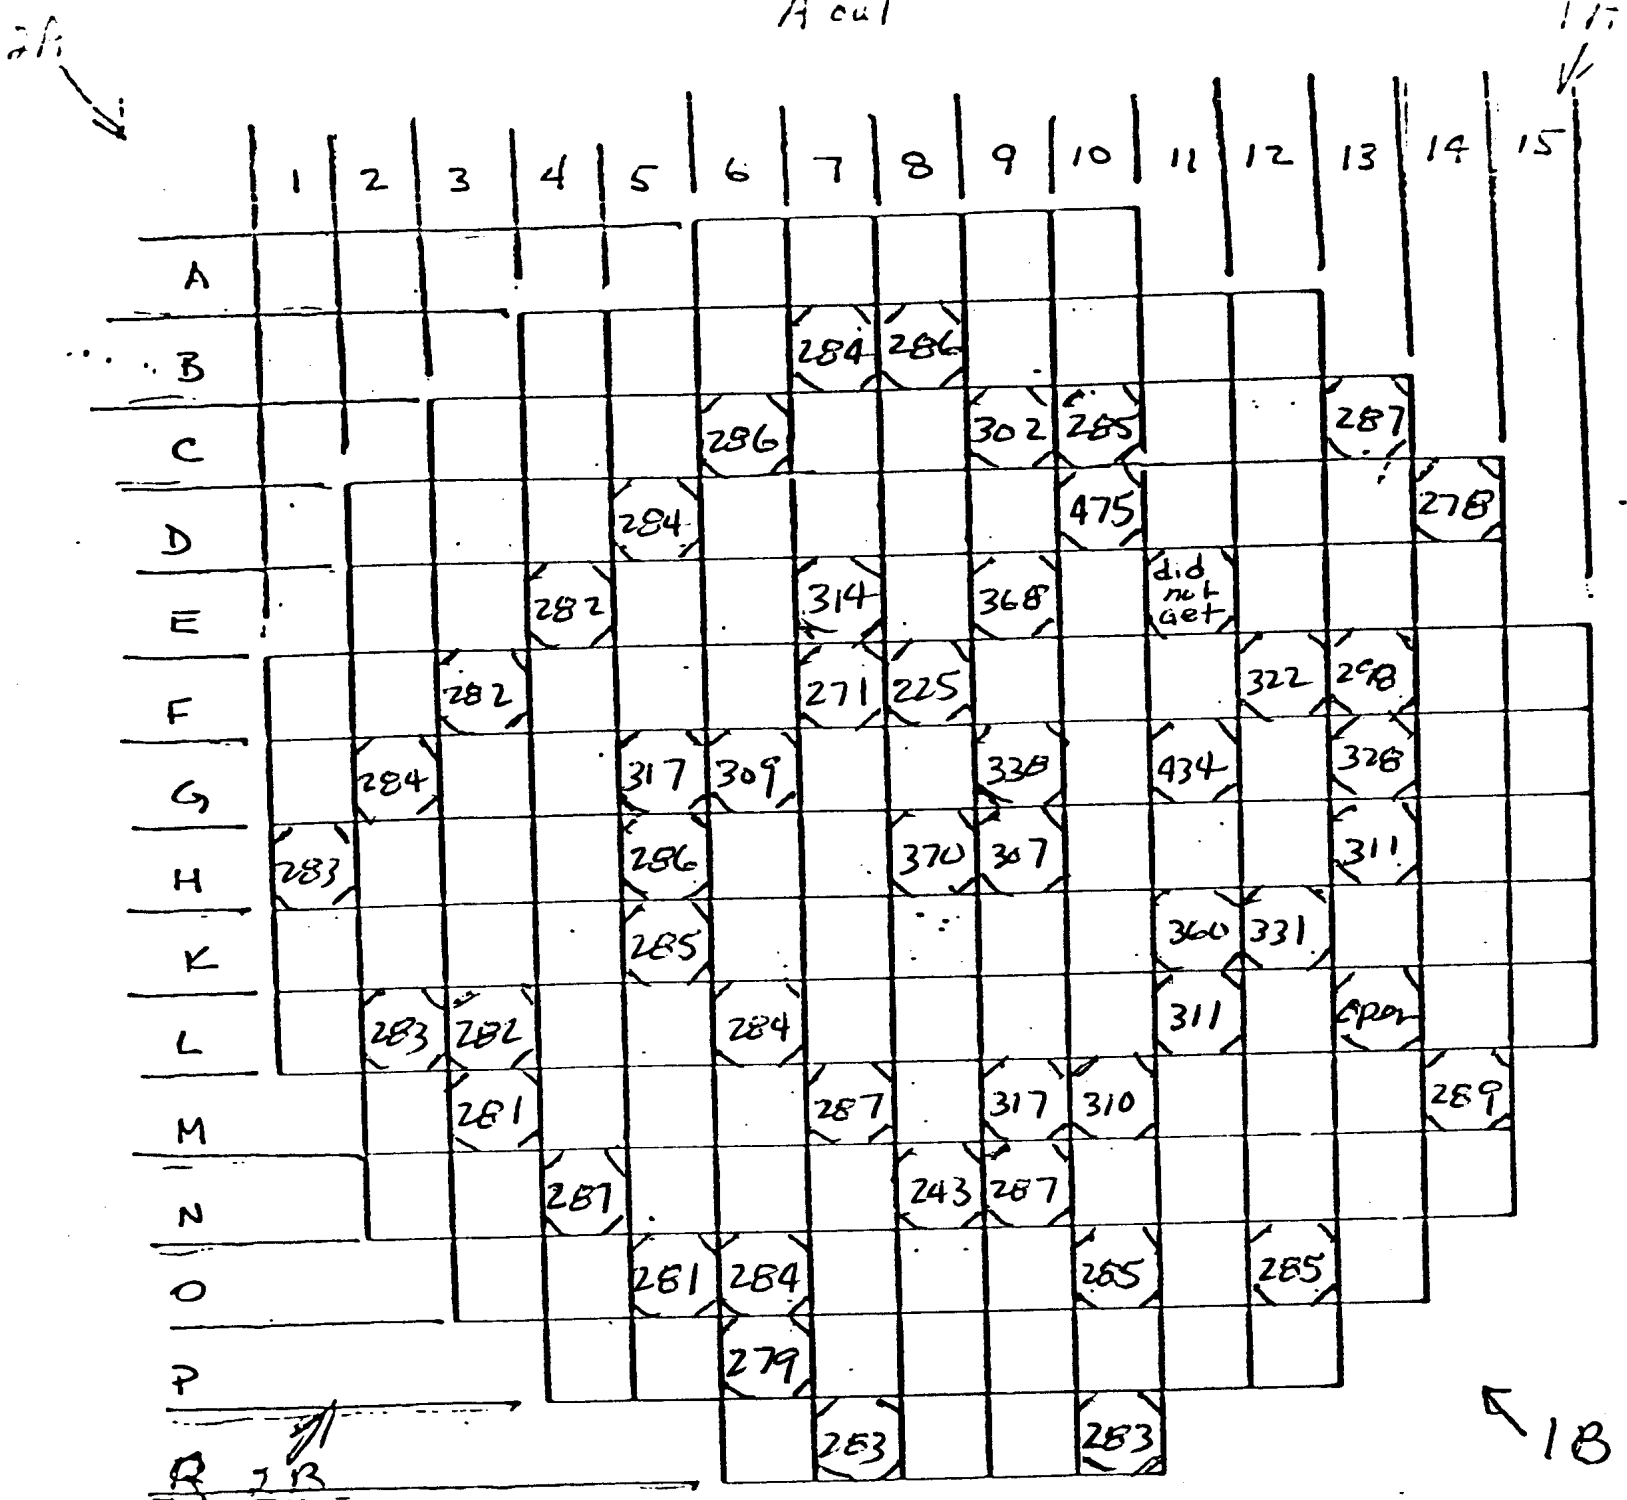 2A
1A
1 2 3 4 5 6 7 8 9 10 11 12 13 14 15
A
B 284 286
C 286 302 285 287
D 284 475 278
E 282 314 368 did not get
F 282 271 225 322 298
G 284 317 309 338 434 328
H 283 286 370 307 311
K 285 360 331
L 283 282 284 311 open
M 281 287 317 310 289
N 287 243 287
O 281 284 285 285
P 279
R 283 283
1B